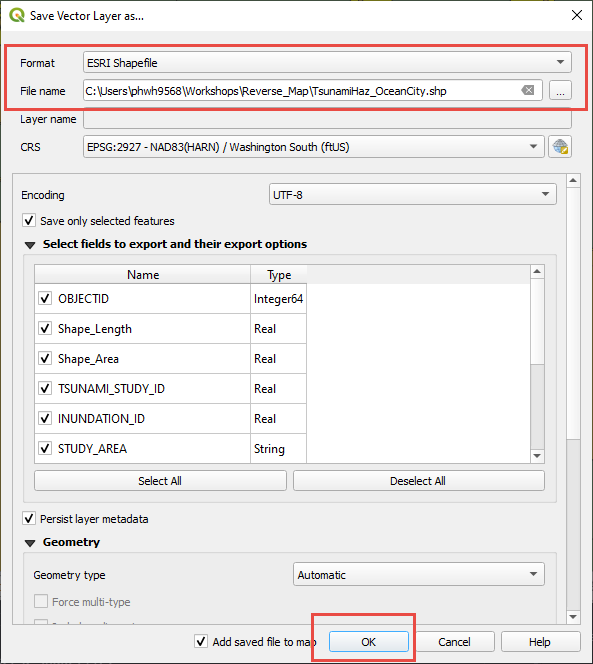 Save Vector Layer as...
Format ESRI Shapefile
File name C:\Users\phwh9568\Workshops\Reverse_Map\TsunamiHaz_OceanCity.shp ...
Layer name
CRS EPSG:2927 - NAD83(HARN) / Washington South (ftUS)
Encoding UTF-8
Save only selected features
Select fields to export and their export options
Name Type
OBJECTID Integer64
Shape_Length Real
Shape_Area Real
TSUNAMI_STUDY_ID Real
INUNDATION_ID Real
STUDY_AREA String
Select All Deselect All
Persist layer metadata
Geometry
Geometry type Automatic
Force multi-type
Add saved file to map OK Cancel Help